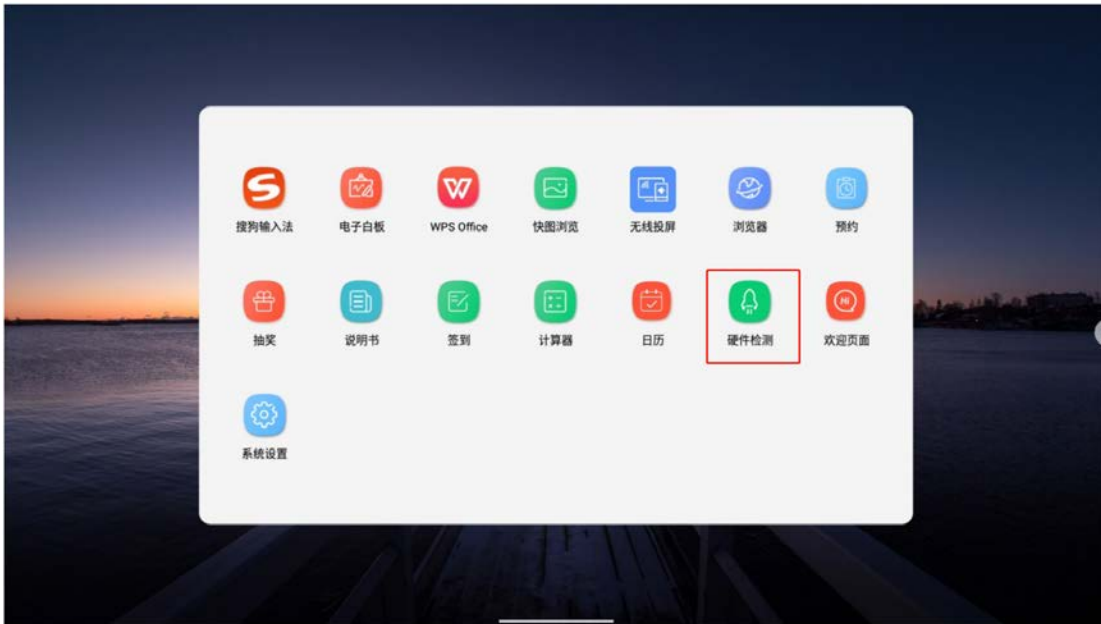 搜狗输入法 电子白板 WPS Office 快图浏览 无线投屏 浏览器 预约
抽奖 说明书 签到 计算器 日历 硬件检测 欢迎页面
系统设置